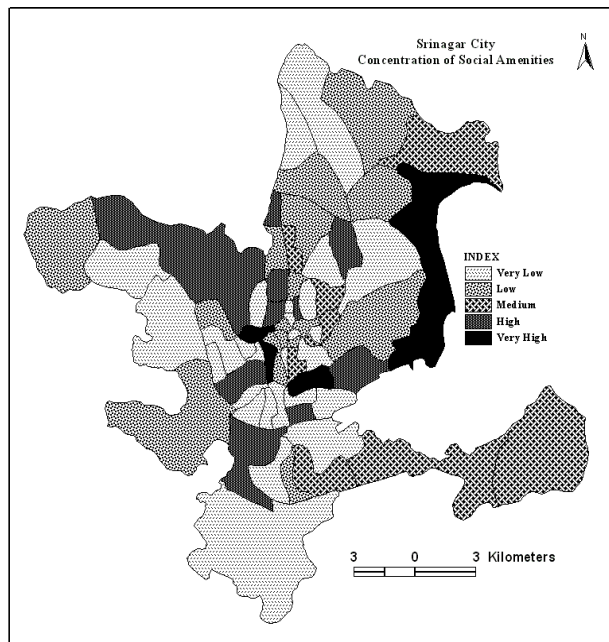 Srinagar City
Concentration of Social Amenities
N
INDEX
Very Low
Low
Medium
High
Very High
3 0 3 Kilometers